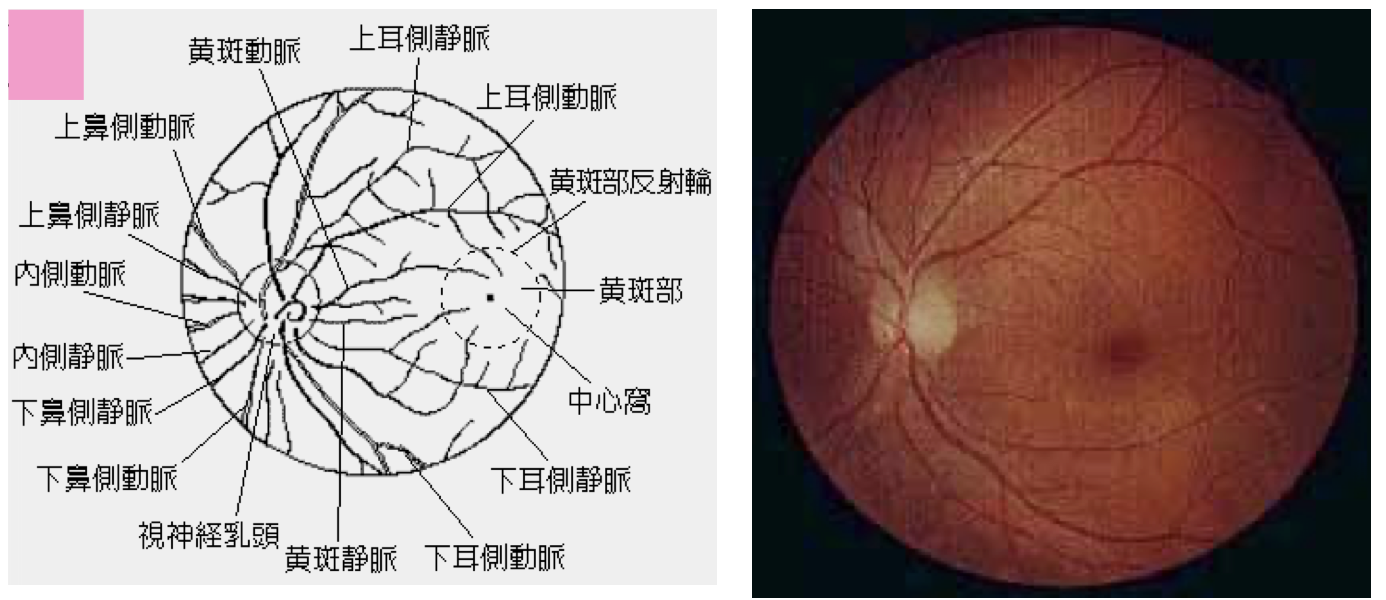 黄斑動脈
上耳側静脈
上耳側動脈
上鼻側動脈
黄斑部反射輪
上鼻側静脈
内側動脈
黄斑部
内側静脈
中心窩
下鼻側静脈
下鼻側動脈
下耳側静脈
視神経乳頭
黄斑静脈
下耳側動脈